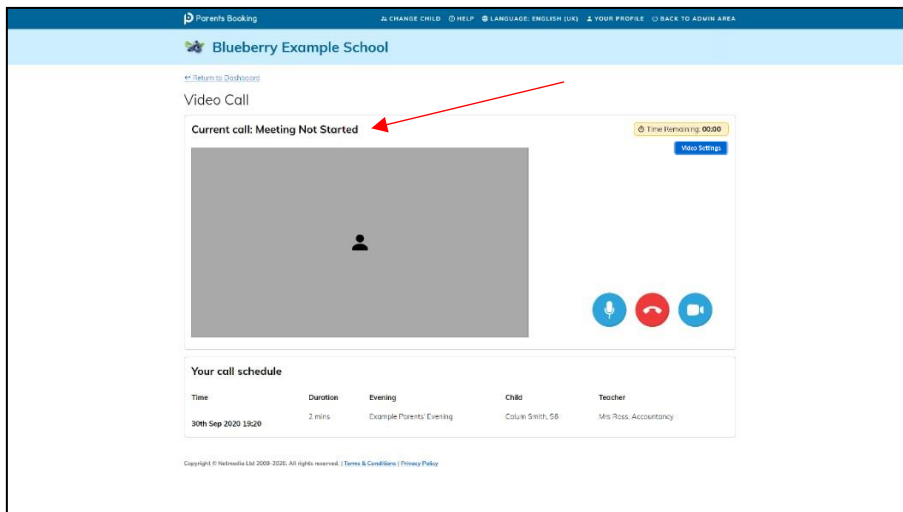 Parents Booking
CHANGE CHILD HELP LANGUAGE: ENGLISH (UK) YOUR PROFILE BACK TO ADMIN AREA
Blueberry Example School
Return to Dashboard
Video Call
Current call: Meeting Not Started
Time Remaining: 00:00
Video Settings
Your call schedule
Time Duration Evening Child Teacher
30th Sep 2020 19:20 2 mins Example Parents' Evening Calum Smith, 5B Mrs Ross, Accountancy
Copyright © Netmedia Ltd 2009-2020. All rights reserved. | Terms & Conditions | Privacy Policy